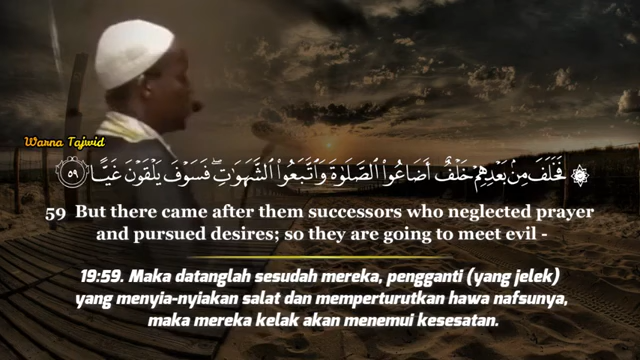 Warna Tajwid
فَخَلَفَ مِنۢ بَعْدِهِمْ خَلْفٌ أَضَاعُوا۟ ٱلصَّلَوٰةَ وَٱتَّبَعُوا۟ ٱلشَّهَوَٰتِ ۖ فَسَوْفَ يَلْقَوْنَ غَيًّا ٥٩
59 But there came after them successors who neglected prayer
and pursued desires; so they are going to meet evil -
19:59. Maka datanglah sesudah mereka, pengganti (yang jelek)
yang menyia-nyiakan salat dan memperturutkan hawa nafsunya,
maka mereka kelak akan menemui kesesatan.